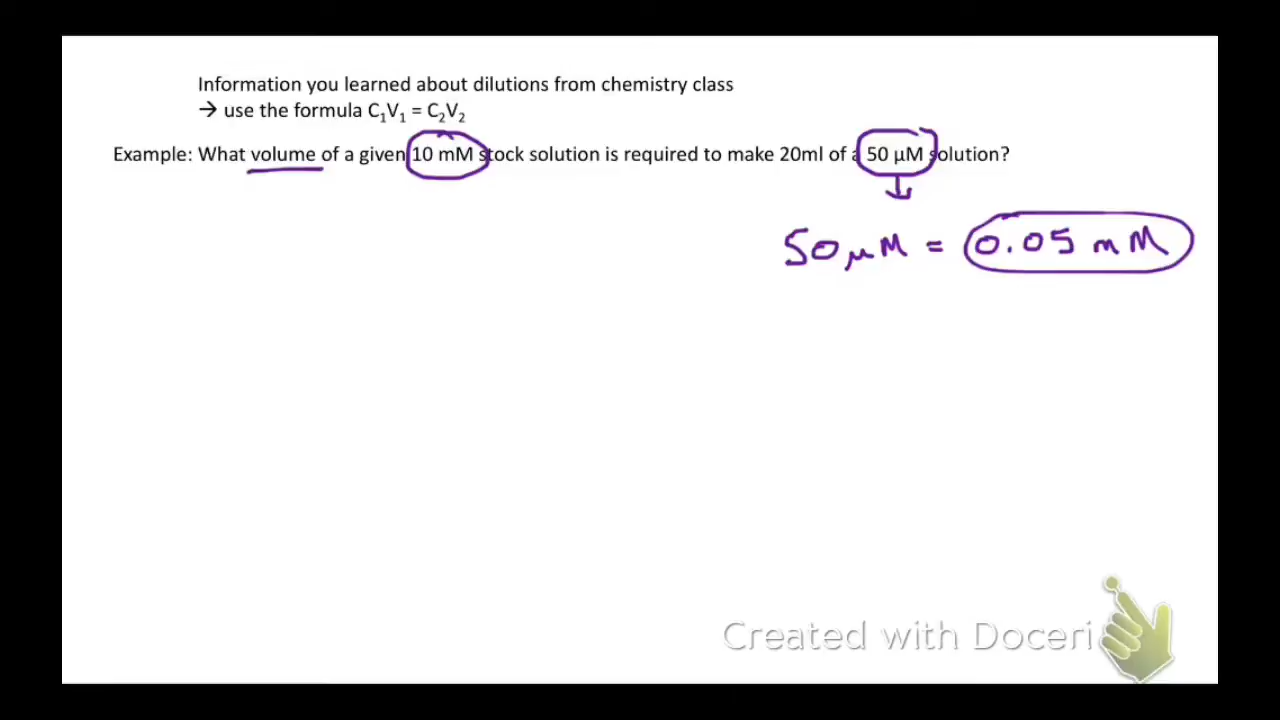 Information you learned about dilutions from chemistry class
→ use the formula C₁V₁ = C₂V₂
Example: What volume of a given 10 mM stock solution is required to make 20ml of a 50 µM solution?
50 µM = 0.05 mM
Created with Doceri